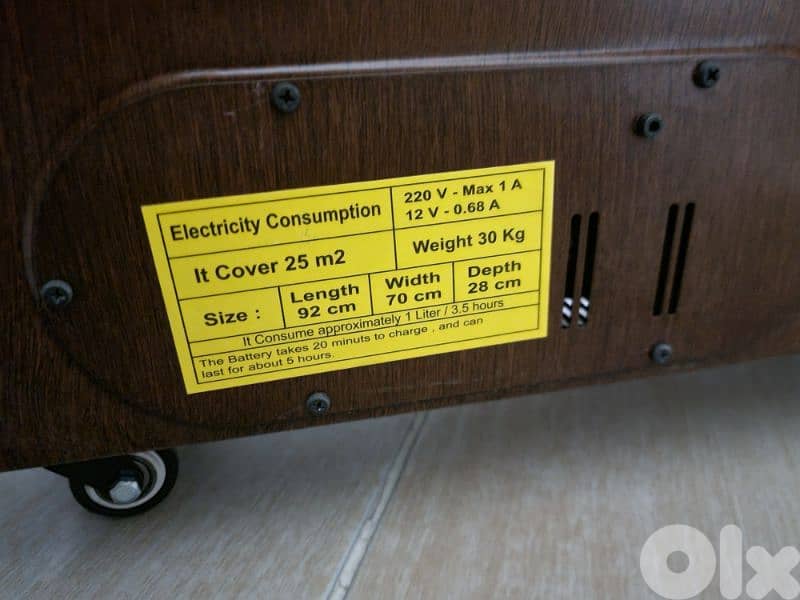 Electricity Consumption
220 V - Max 1 A
12 V - 0.68 A
It Cover 25 m2
Weight 30 Kg
Size :
Length
92 cm
Width
70 cm
Depth
28 cm
It Consume approximately 1 Liter / 3.5 hours
The Battery takes 20 minuts to charge , and can
last for about 5 hours.
Olx